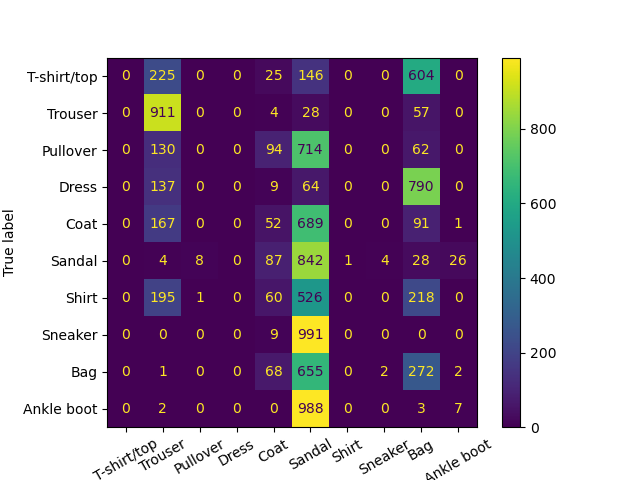 T-shirt/top 0 225 0 0 25 146 0 0 604 0
Trouser 0 911 0 0 4 28 0 0 57 0
Pullover 0 130 0 0 94 714 0 0 62 0
Dress 0 137 0 0 9 64 0 0 790 0
Coat 0 167 0 0 52 689 0 0 91 1
Sandal 0 4 8 0 87 842 1 4 28 26
Shirt 0 195 1 0 60 526 0 0 218 0
Sneaker 0 0 0 0 9 991 0 0 0 0
Bag 0 1 0 0 68 655 0 2 272 2
Ankle boot 0 2 0 0 0 988 0 0 3 7
T-shirt/top Trouser Pullover Dress Coat Sandal Shirt Sneaker Bag Ankle boot
True label
800
600
400
200
0